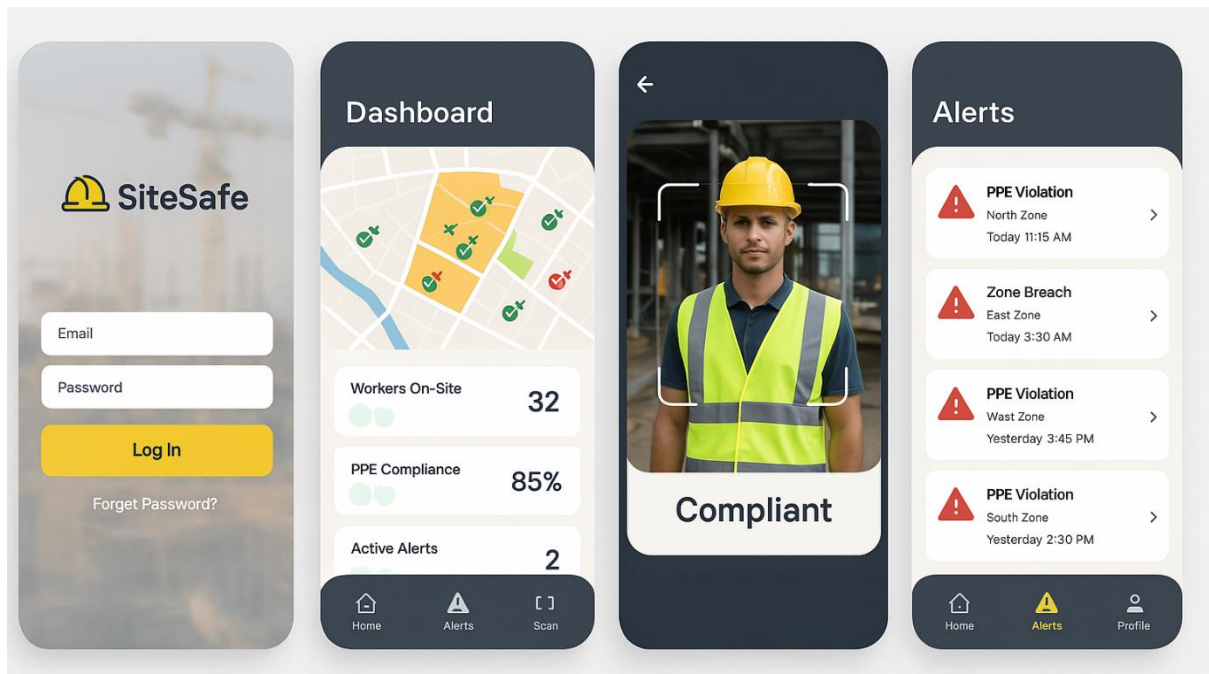 SiteSafe
Email
Password
Log In
Forget Password?
Dashboard
Workers On-Site
32
PPE Compliance
85%
Active Alerts
2
Home
Alerts
Scan
Compliant
Alerts
PPE Violation
North Zone
Today 11:15 AM
Zone Breach
East Zone
Today 3:30 AM
PPE Violation
Wast Zone
Yesterday 3:45 PM
PPE Violation
South Zone
Yesterday 2:30 PM
Home
Alerts
Profile